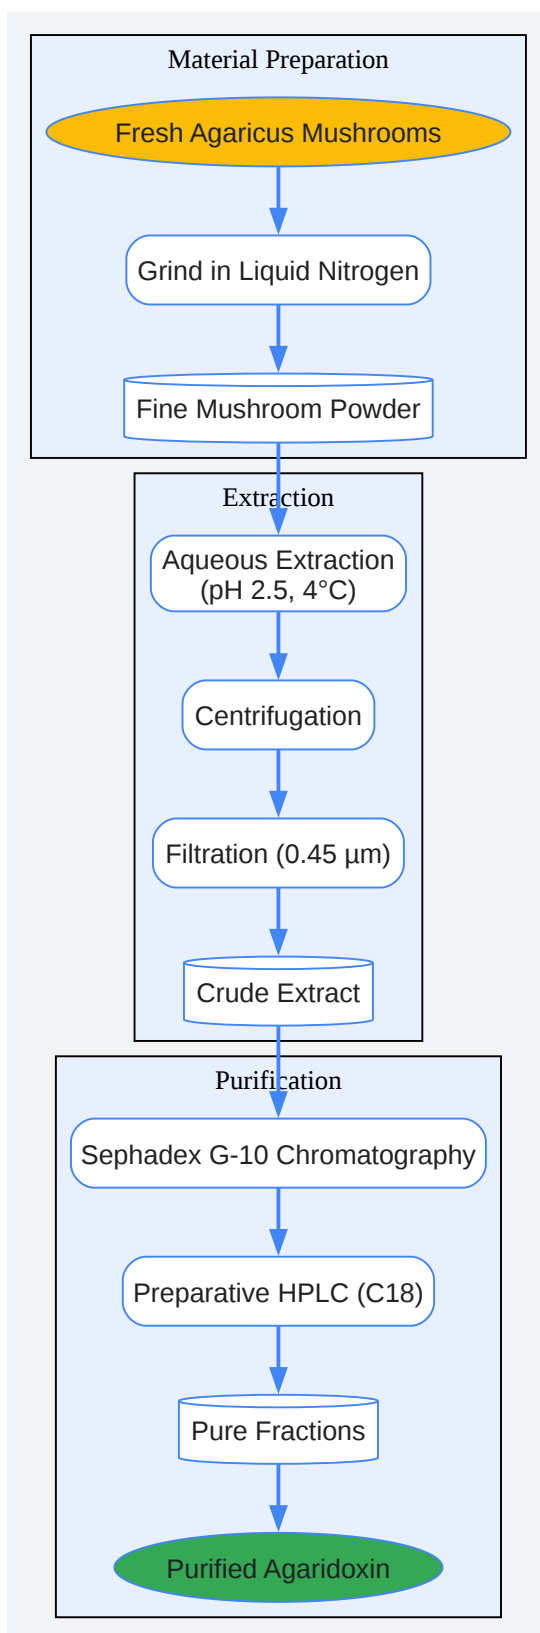 Material Preparation
Fresh Agaricus Mushrooms
Grind in Liquid Nitrogen
Fine Mushroom Powder
Extraction
Aqueous Extraction
(pH 2.5, 4°C)
Centrifugation
Filtration (0.45 µm)
Crude Extract
Purification
Sephadex G-10 Chromatography
Preparative HPLC (C18)
Pure Fractions
Purified Agaridoxin